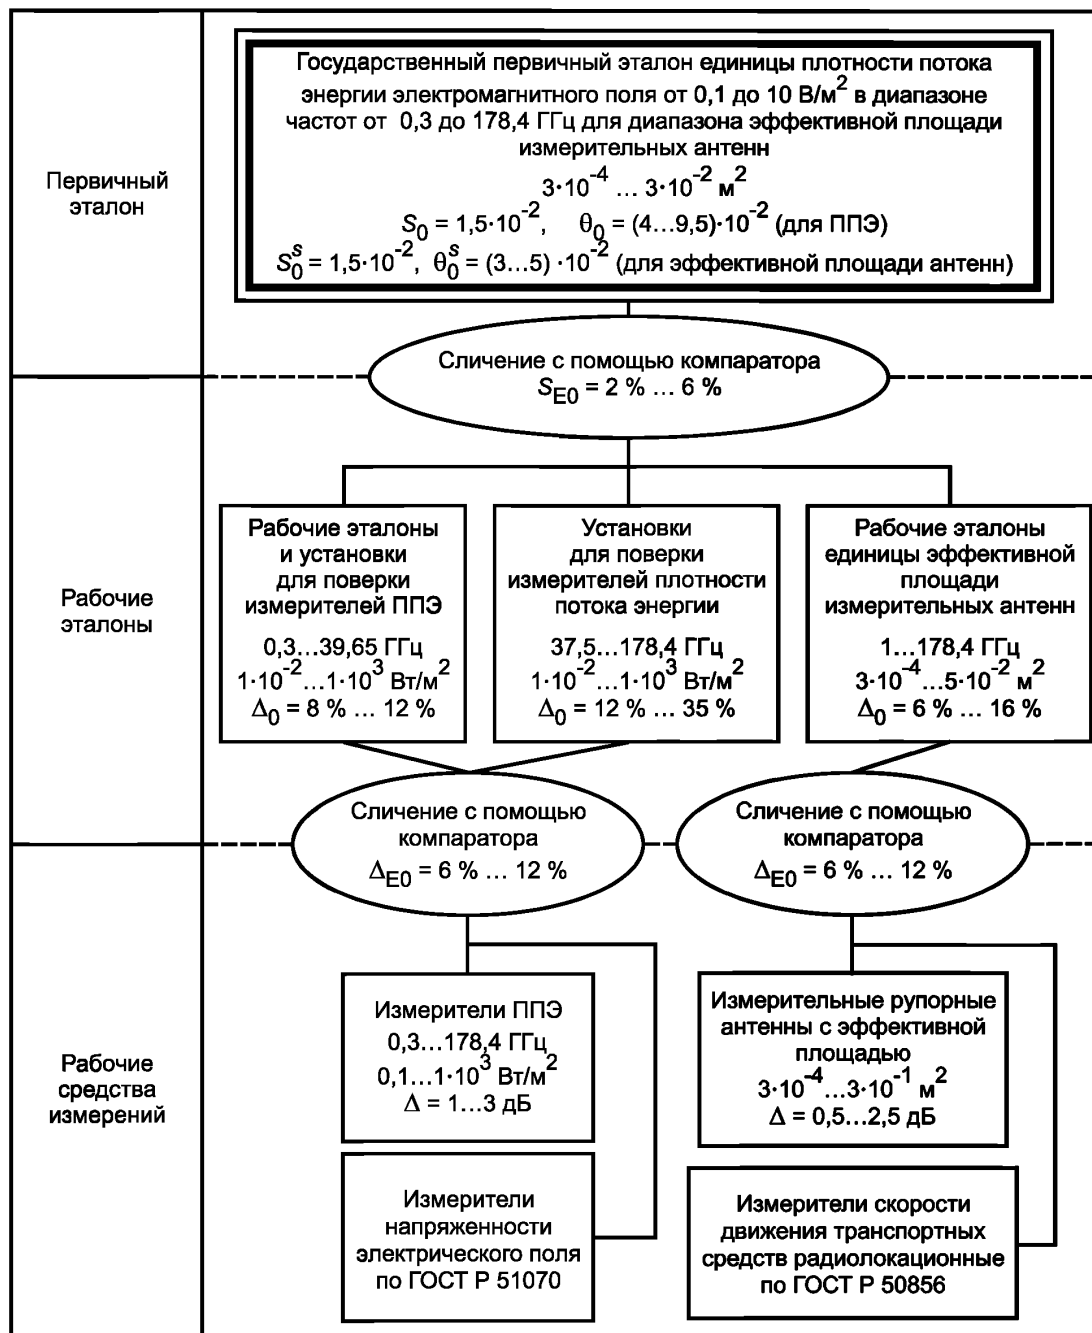 Первичный
эталон
Государственный первичный эталон единицы плотности потока
энергии электромагнитного поля от 0,1 до 10 В/м² в диапазоне
частот от 0,3 до 178,4 ГГц для диапазона эффективной площади
измерительных антенн
3·10⁻⁴ ... 3·10⁻² м²
S₀ = 1,5·10⁻², θ₀ = (4...9,5)·10⁻² (для ППЭ)
S₀ˢ = 1,5·10⁻², θ₀ˢ = (3...5) ·10⁻² (для эффективной площади антенн)
Сличение с помощью компаратора
S_E0 = 2 % ... 6 %
Рабочие
эталоны
Рабочие эталоны
и установки
для поверки
измерителей ППЭ
0,3...39,65 ГГц
1·10⁻²...1·10³ Вт/м²
Δ₀ = 8 % ... 12 %
Установки
для поверки
измерителей плотности
потока энергии
37,5...178,4 ГГц
1·10⁻²...1·10³ Вт/м²
Δ₀ = 12 % ... 35 %
Рабочие эталоны
единицы эффективной
площади
измерительных антенн
1...178,4 ГГц
3·10⁻⁴...5·10⁻² м²
Δ₀ = 6 % ... 16 %
Сличение с помощью
компаратора
Δ_E0 = 6 % ... 12 %
Сличение с помощью
компаратора
Δ_E0 = 6 % ... 12 %
Рабочие
средства
измерений
Измерители ППЭ
0,3...178,4 ГГц
0,1...1·10³ Вт/м²
Δ = 1...3 дБ
Измерительные рупорные
антенны с эффективной
площадью
3·10⁻⁴...3·10⁻¹ м²
Δ = 0,5...2,5 дБ
Измерители
напряженности
электрического поля
по ГОСТ Р 51070
Измерители скорости
движения транспортных
средств радиолокационные
по ГОСТ Р 50856